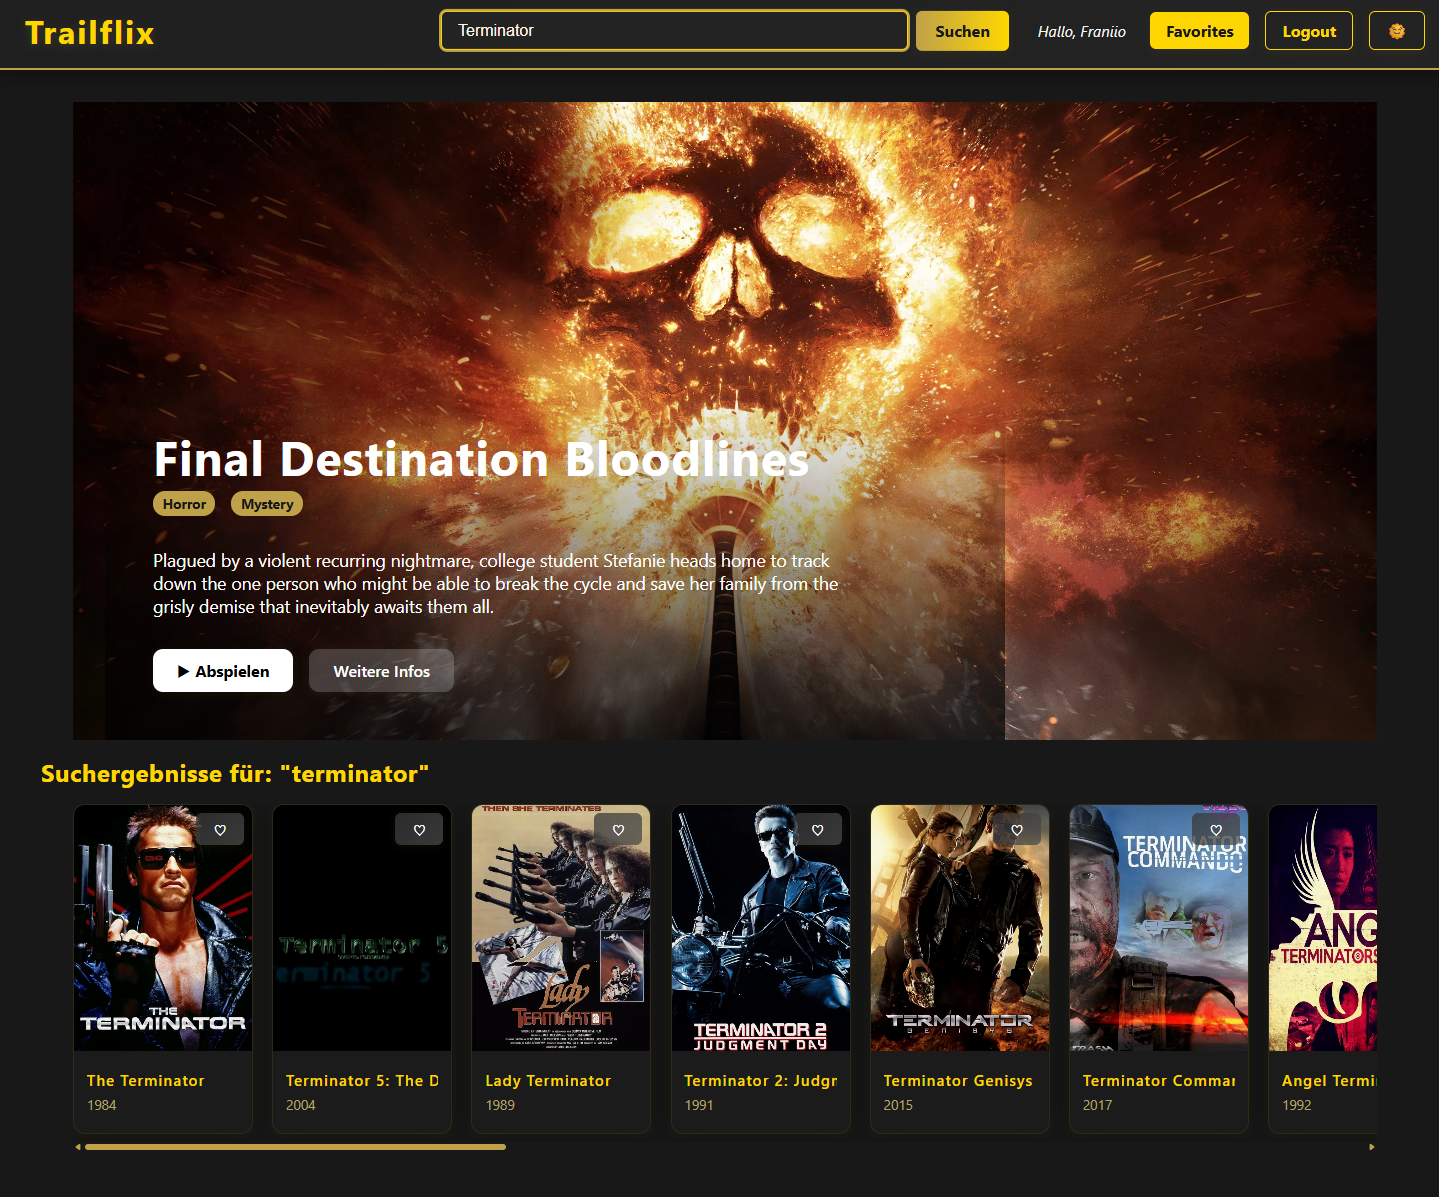 Trailflix
Terminator
Suchen
Hallo, Franiio
Favorites
Logout
Final Destination Bloodlines
Horror
Mystery
Plagued by a violent recurring nightmare, college student Stefanie heads home to track
down the one person who might be able to break the cycle and save her family from the
grisly demise that inevitably awaits them all.
▶ Abspielen
Weitere Infos
Suchergebnisse für: "terminator"
THE
TERMINATOR
Terminator 5
Terminator 5
THEN SHE TERMINATES
Lady
TERMINATOR
TERMINATOR 2
JUDGMENT DAY
TERMINATOR
GENISYS
TERMINATOR
COMMANDO
ANG
TERMINATORS
The Terminator
1984
Terminator 5: The D
2004
Lady Terminator
1989
Terminator 2: Judgr
1991
Terminator Genisys
2015
Terminator Commar
2017
Angel Termi
1992